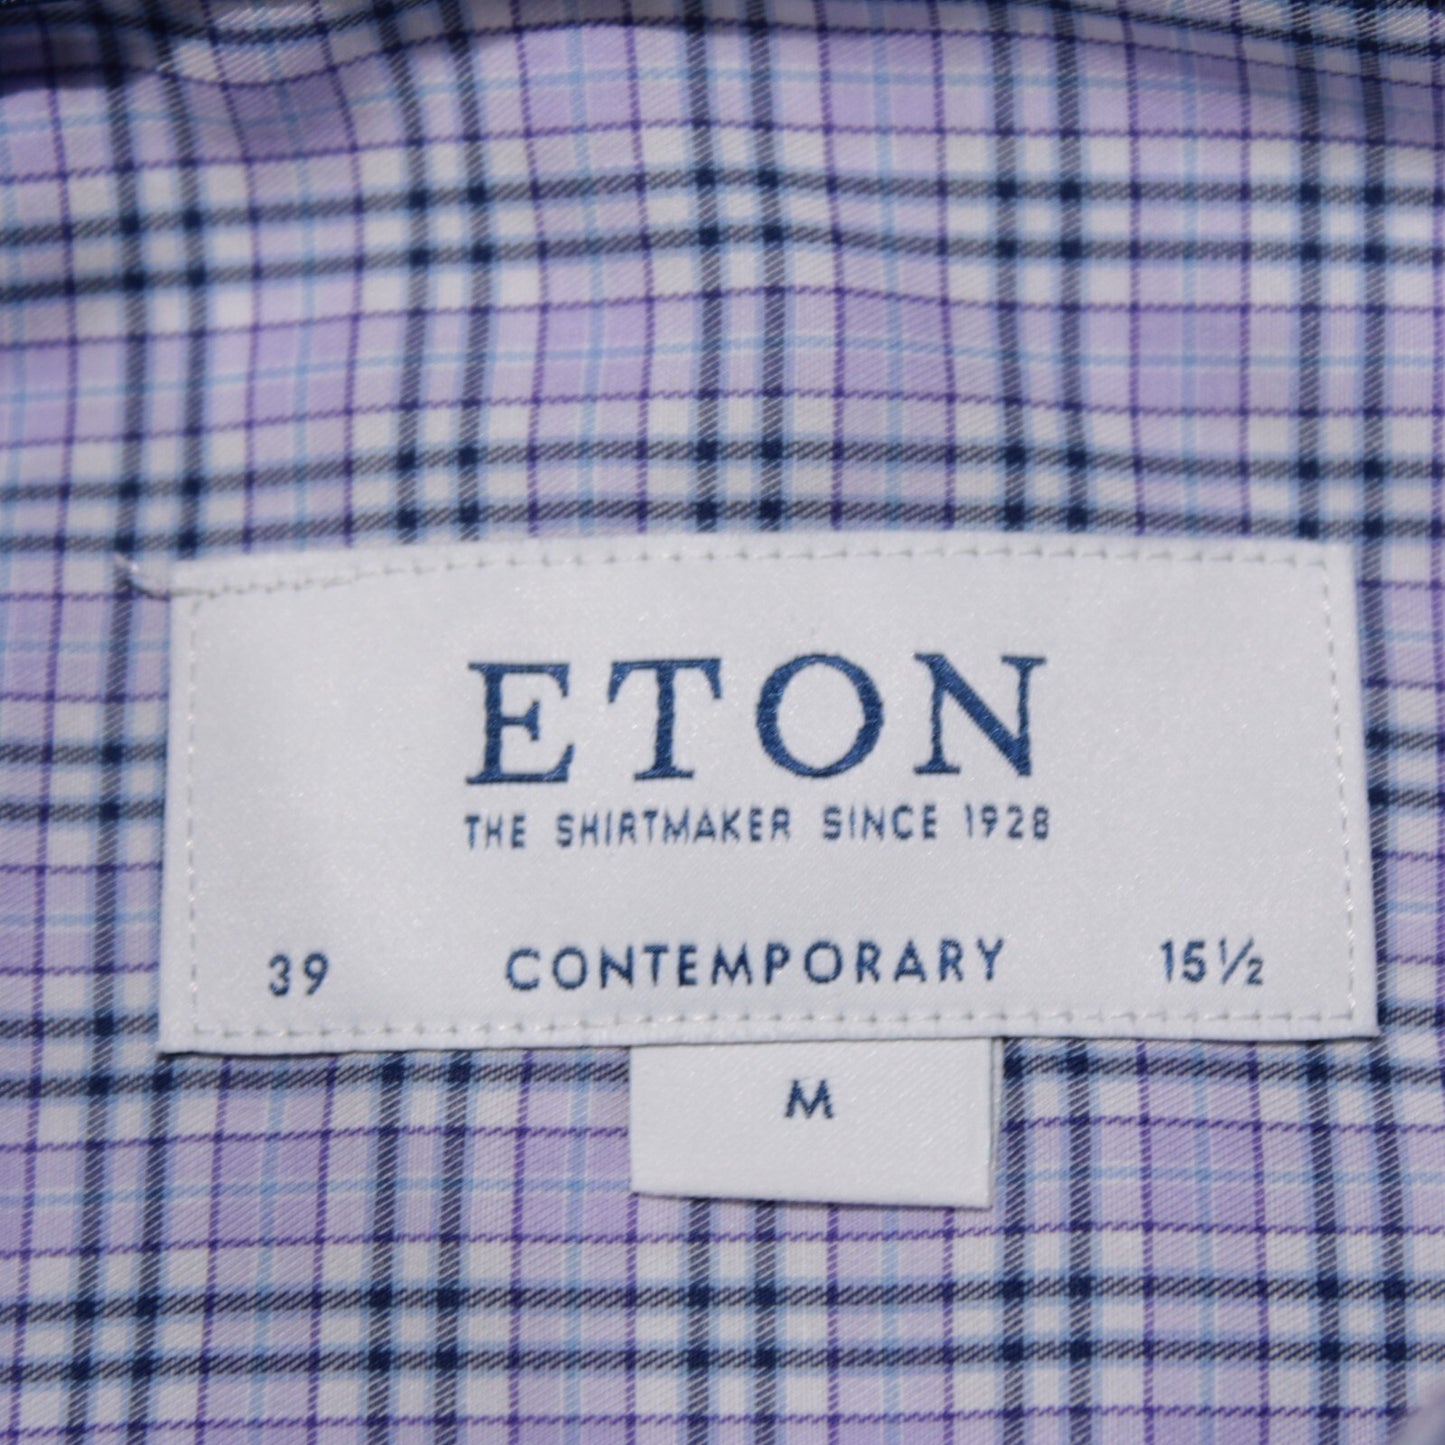 ETON
THE SHIRTMAKER SINCE 1928
39 CONTEMPORARY 15½
M